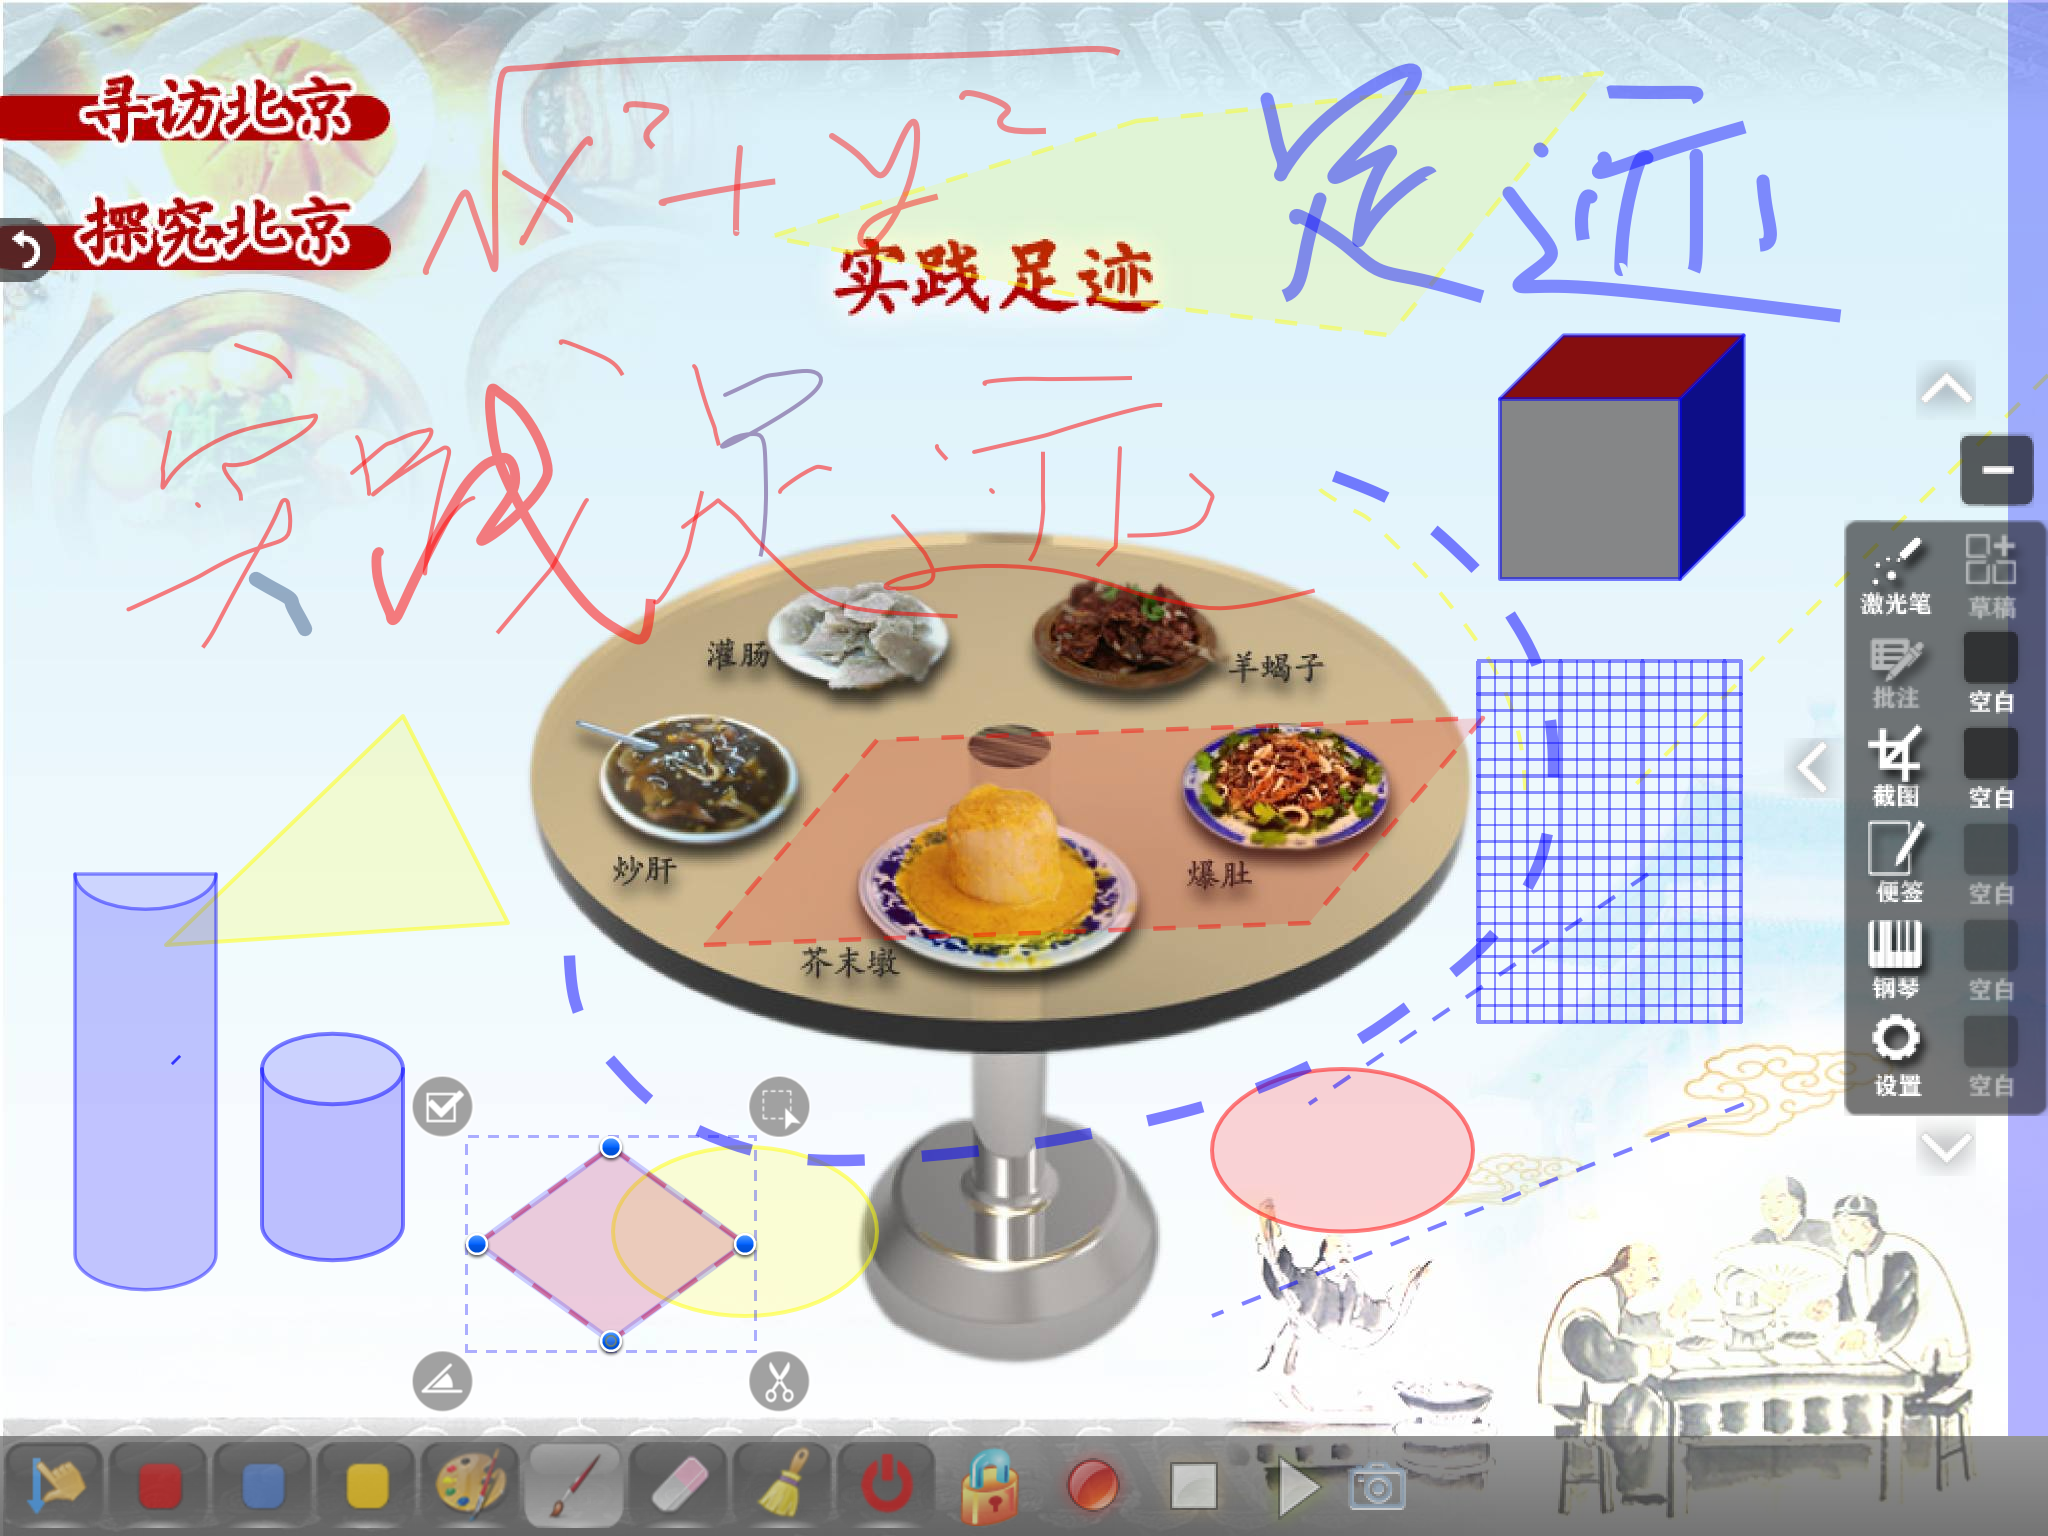 寻访北京
√x²+y²
足迹
探究北京
实践足迹
实践足迹
灌肠
羊蝎子
炒肝
爆肚
芥末墩
激光笔 草稿
批注 空白
截图 空白
便签 空白
钢琴 空白
设置 空白